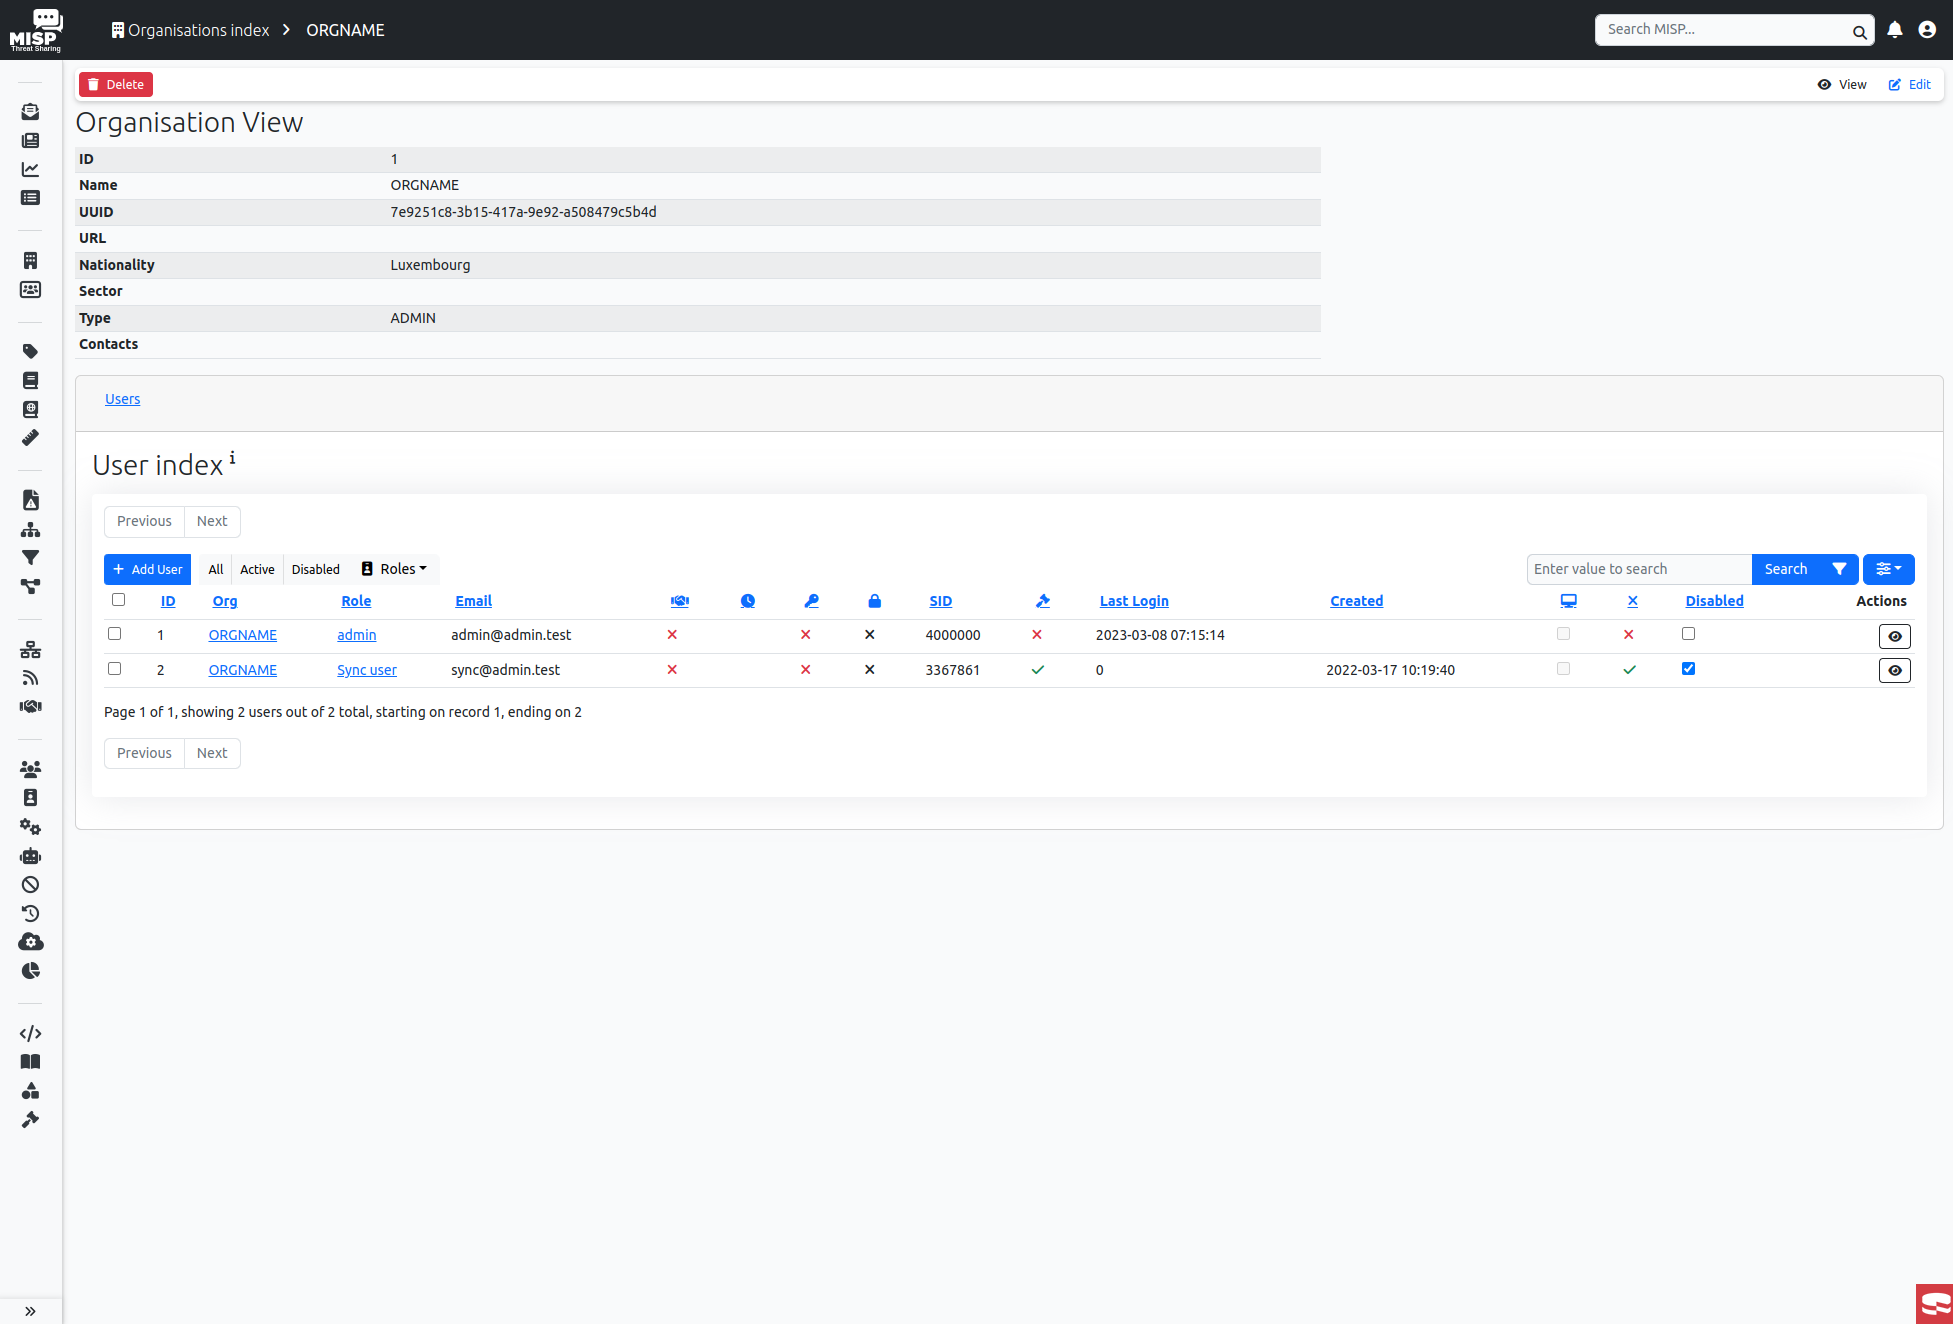 MISP
Threat Sharing
Organisations index ORGNAME
Search MISP...
Delete
View Edit
Organisation View
ID 1
Name ORGNAME
UUID 7e9251c8-3b15-417a-9e92-a508479c5b4d
URL
Nationality Luxembourg
Sector
Type ADMIN
Contacts
Users
User index i
Previous Next
+ Add User All Active Disabled Roles Enter value to search Search
ID Org Role Email SID Last Login Created Disabled Actions
1 ORGNAME admin admin@admin.test 4000000 2023-03-08 07:15:14
2 ORGNAME Sync user sync@admin.test 3367861 0 2022-03-17 10:19:40
Page 1 of 1, showing 2 users out of 2 total, starting on record 1, ending on 2
Previous Next